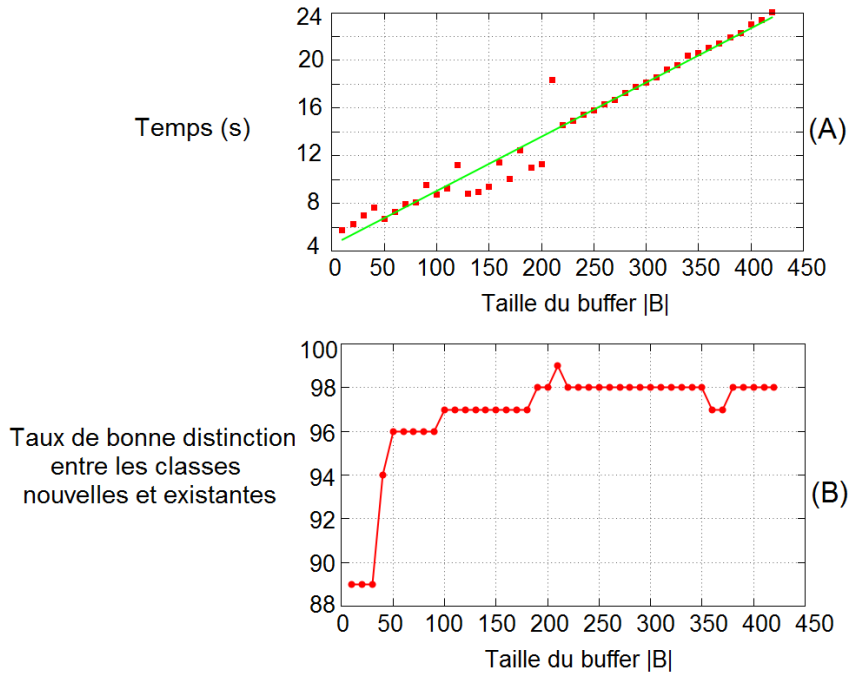 24
20
16
12
8
4
Temps (s)
(A)
0 50 100 150 200 250 300 350 400 450
Taille du buffer |B|
100
98
96
94
92
90
88
Taux de bonne distinction
entre les classes
nouvelles et existantes
(B)
0 50 100 150 200 250 300 350 400 450
Taille du buffer |B|